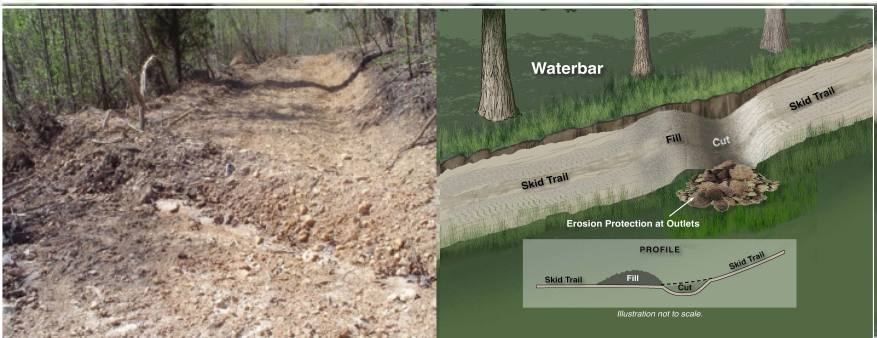 Waterbar
Skid Trail
Fill
Cut
Skid Trail
Erosion Protection at Outlets
PROFILE
Skid Trail
Fill
Cut
Skid Trail
Illustration not to scale.